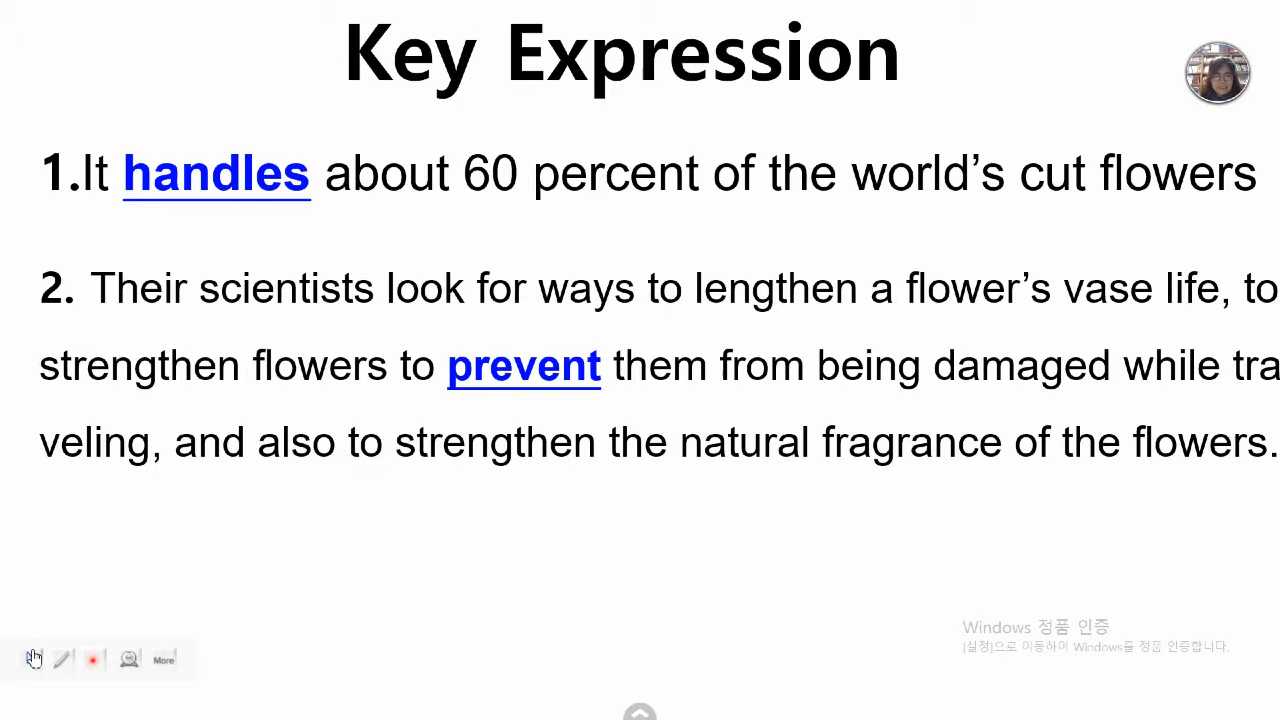 Key Expression
1.It handles about 60 percent of the world's cut flowers
2. Their scientists look for ways to lengthen a flower's vase life, to
strengthen flowers to prevent them from being damaged while tra
veling, and also to strengthen the natural fragrance of the flowers.
Windows 정품 인증
[설정]으로 이동하여 Windows를 정품 인증합니다.
More